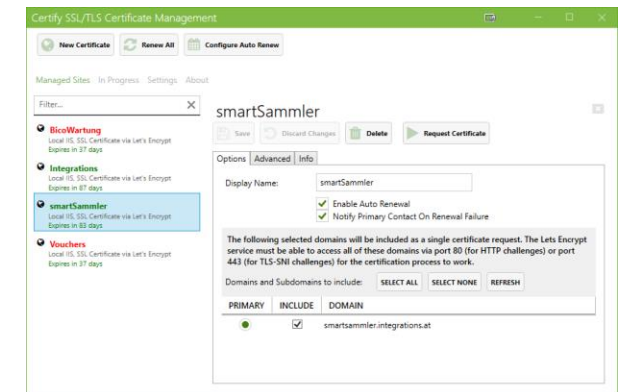 Certify SSL/TLS Certificate Management
New Certificate Renew All Configure Auto Renew
Managed Sites In Progress Settings About
Filter...
BicoWartung
Local IIS, SSL Certificate via Let's Encrypt
Expires in 37 days
Integrations
Local IIS, SSL Certificate via Let's Encrypt
Expires in 87 days
smartSammler
Local IIS, SSL Certificate via Let's Encrypt
Expires in 83 days
Vouchers
Local IIS, SSL Certificate via Let's Encrypt
Expires in 37 days
smartSammler
Save Discard Changes Delete Request Certificate
Options Advanced Info
Display Name: smartSammler
Enable Auto Renewal
Notify Primary Contact On Renewal Failure
The following selected domains will be included as a single certificate request. The Lets Encrypt
service must be able to access all of these domains via port 80 (for HTTP challenges) or port
443 (for TLS-SNI challenges) for the certification process to work.
Domains and Subdomains to include: SELECT ALL SELECT NONE REFRESH
PRIMARY INCLUDE DOMAIN
smartsammler.integrations.at